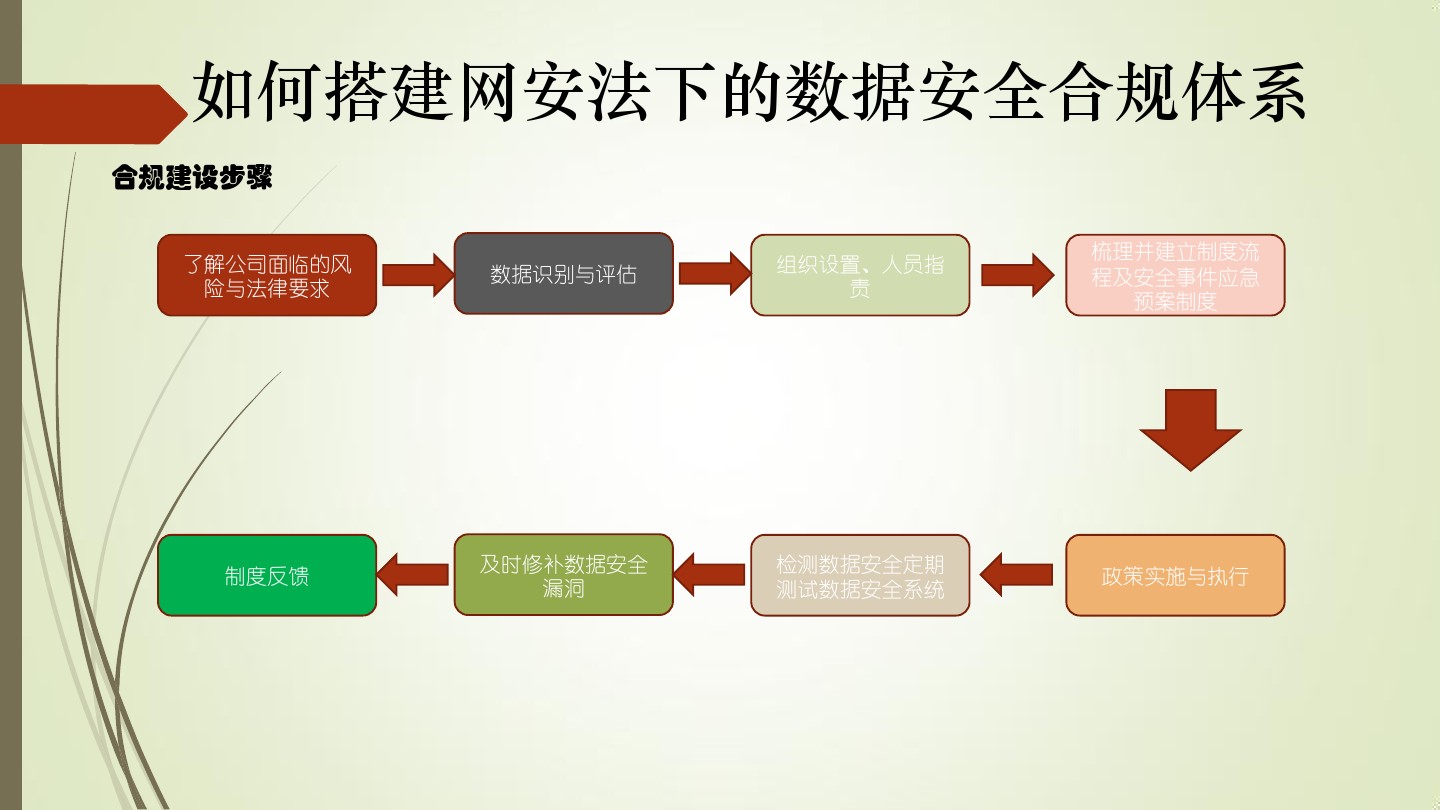 如何搭建网安法下的数据安全合规体系
合规建设步骤
了解公司面临的风
险与法律要求
数据识别与评估
组织设置、人员指
责
梳理并建立制度流
程及安全事件应急
预案制度
制度反馈
及时修补数据安全
漏洞
检测数据安全定期
测试数据安全系统
政策实施与执行